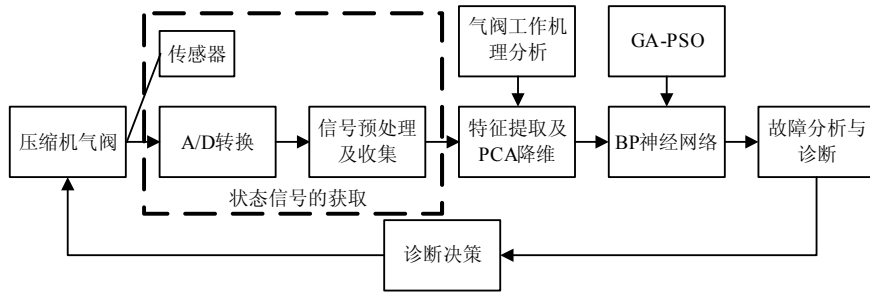 传感器
气阀工作机
理分析
GA-PSO
压缩机气阀
A/D转换
信号预处理
及收集
特征提取及
PCA降维
BP神经网络
故障分析与
诊断
状态信号的获取
诊断决策